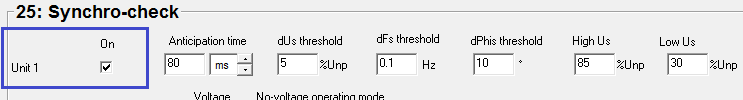 25: Synchro-check
On Anticipation time dUs threshold dFs threshold dPhis threshold High Us Low Us
Unit 1 80 ms 5 %Unp 0.1 Hz 10 ° 85 %Unp 30 %Unp
Voltage No-voltage operating mode